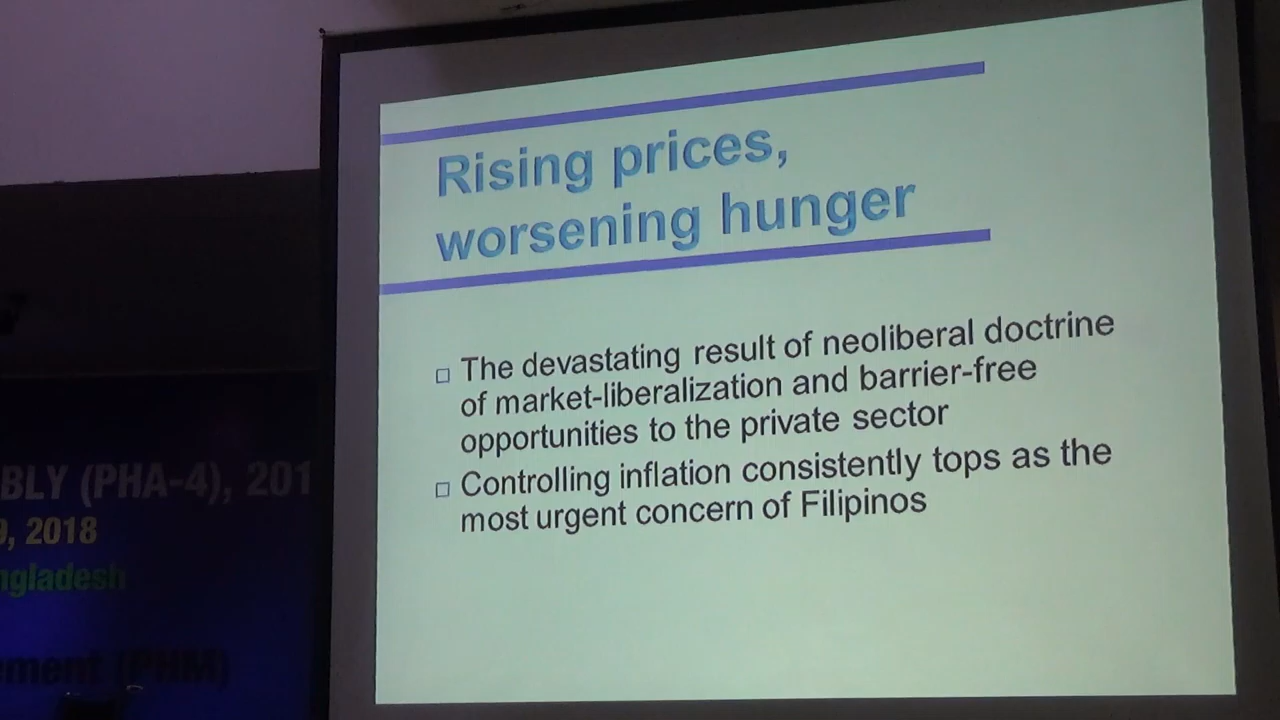 Rising prices,
worsening hunger
The devastating result of neoliberal doctrine
of market-liberalization and barrier-free
opportunities to the private sector
Controlling inflation consistently tops as the
most urgent concern of Filipinos
BLY (PHA-4), 201
9, 2018
ngladesh
ment (PHM)